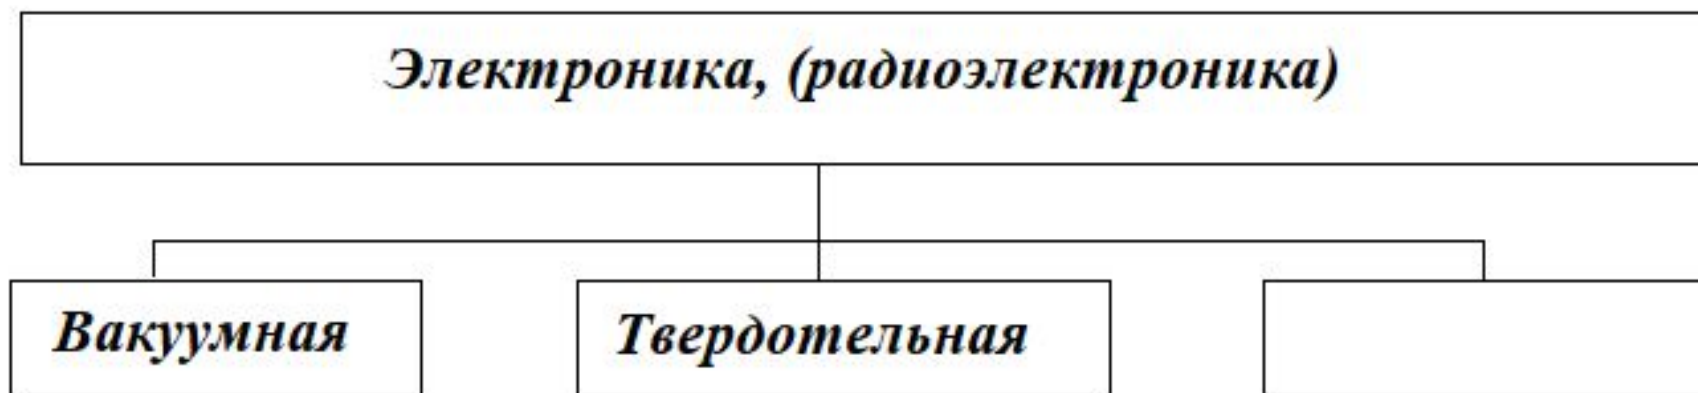 Электроника, (радиоэлектроника)
Вакуумная
Твердотельная